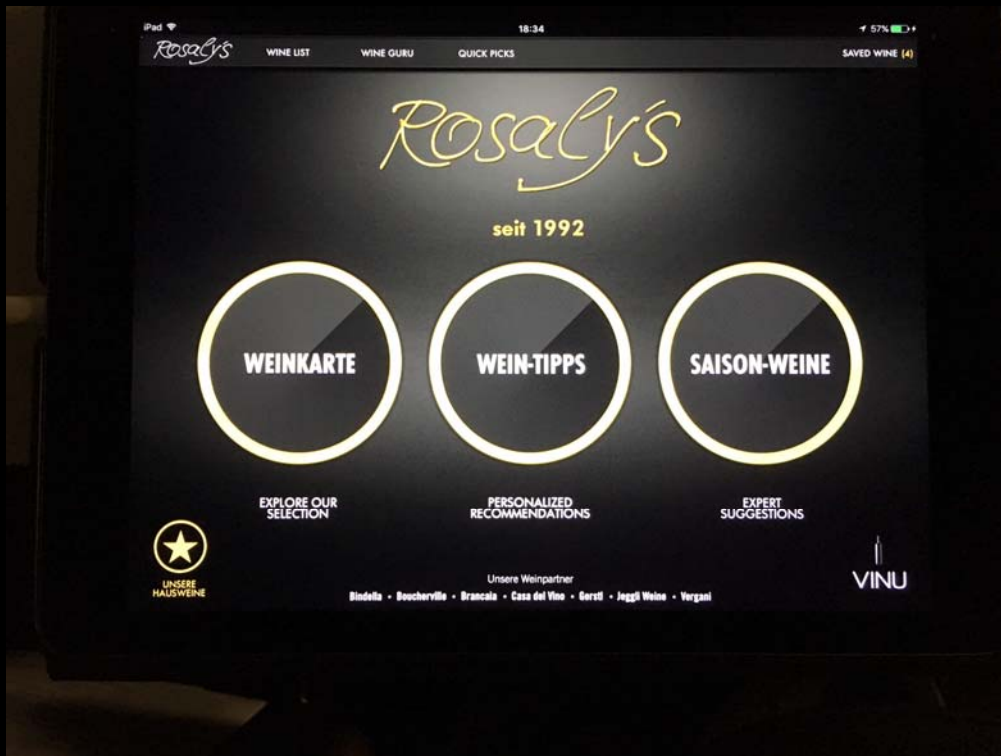 iPad 18:34 57%
Rosaly's WINE LIST WINE GURU QUICK PICKS SAVED WINE (4)
Rosaly's
seit 1992
WEINKARTE WEIN-TIPPS SAISON-WEINE
EXPLORE OUR PERSONALIZED EXPERT
SELECTION RECOMMENDATIONS SUGGESTIONS
UNSERE
HAUSWEINE
VINU
Unsere Weinpartner
Bindella • Boucherville • Brancaia • Casa del Vino • Gerstl • Jeggli Weine • Vergani